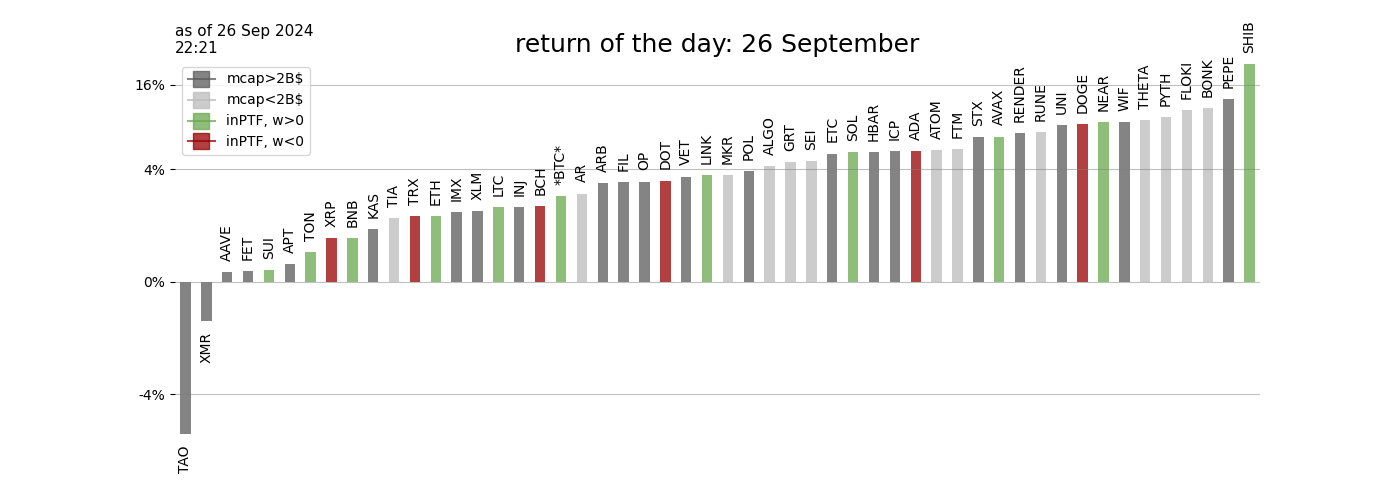 as of 26 Sep 2024
22:21
return of the day: 26 September
mcap>2B$
mcap<2B$
inPTF, w>0
inPTF, w<0
16%
4%
0%
-4%
TAO
XMR
AAVE
FET
SUI
APT
TON
XRP
BNB
KAS
TIA
TRX
ETH
IMX
XLM
LTC
INJ
BCH
*BTC*
AR
ARB
FIL
OP
DOT
VET
LINK
MKR
POL
ALGO
GRT
SEI
ETC
SOL
HBAR
ICP
ADA
ATOM
FTM
STX
AVAX
RENDER
RUNE
UNI
DOGE
NEAR
WIF
THETA
PYTH
FLOKI
BONK
PEPE
SHIB